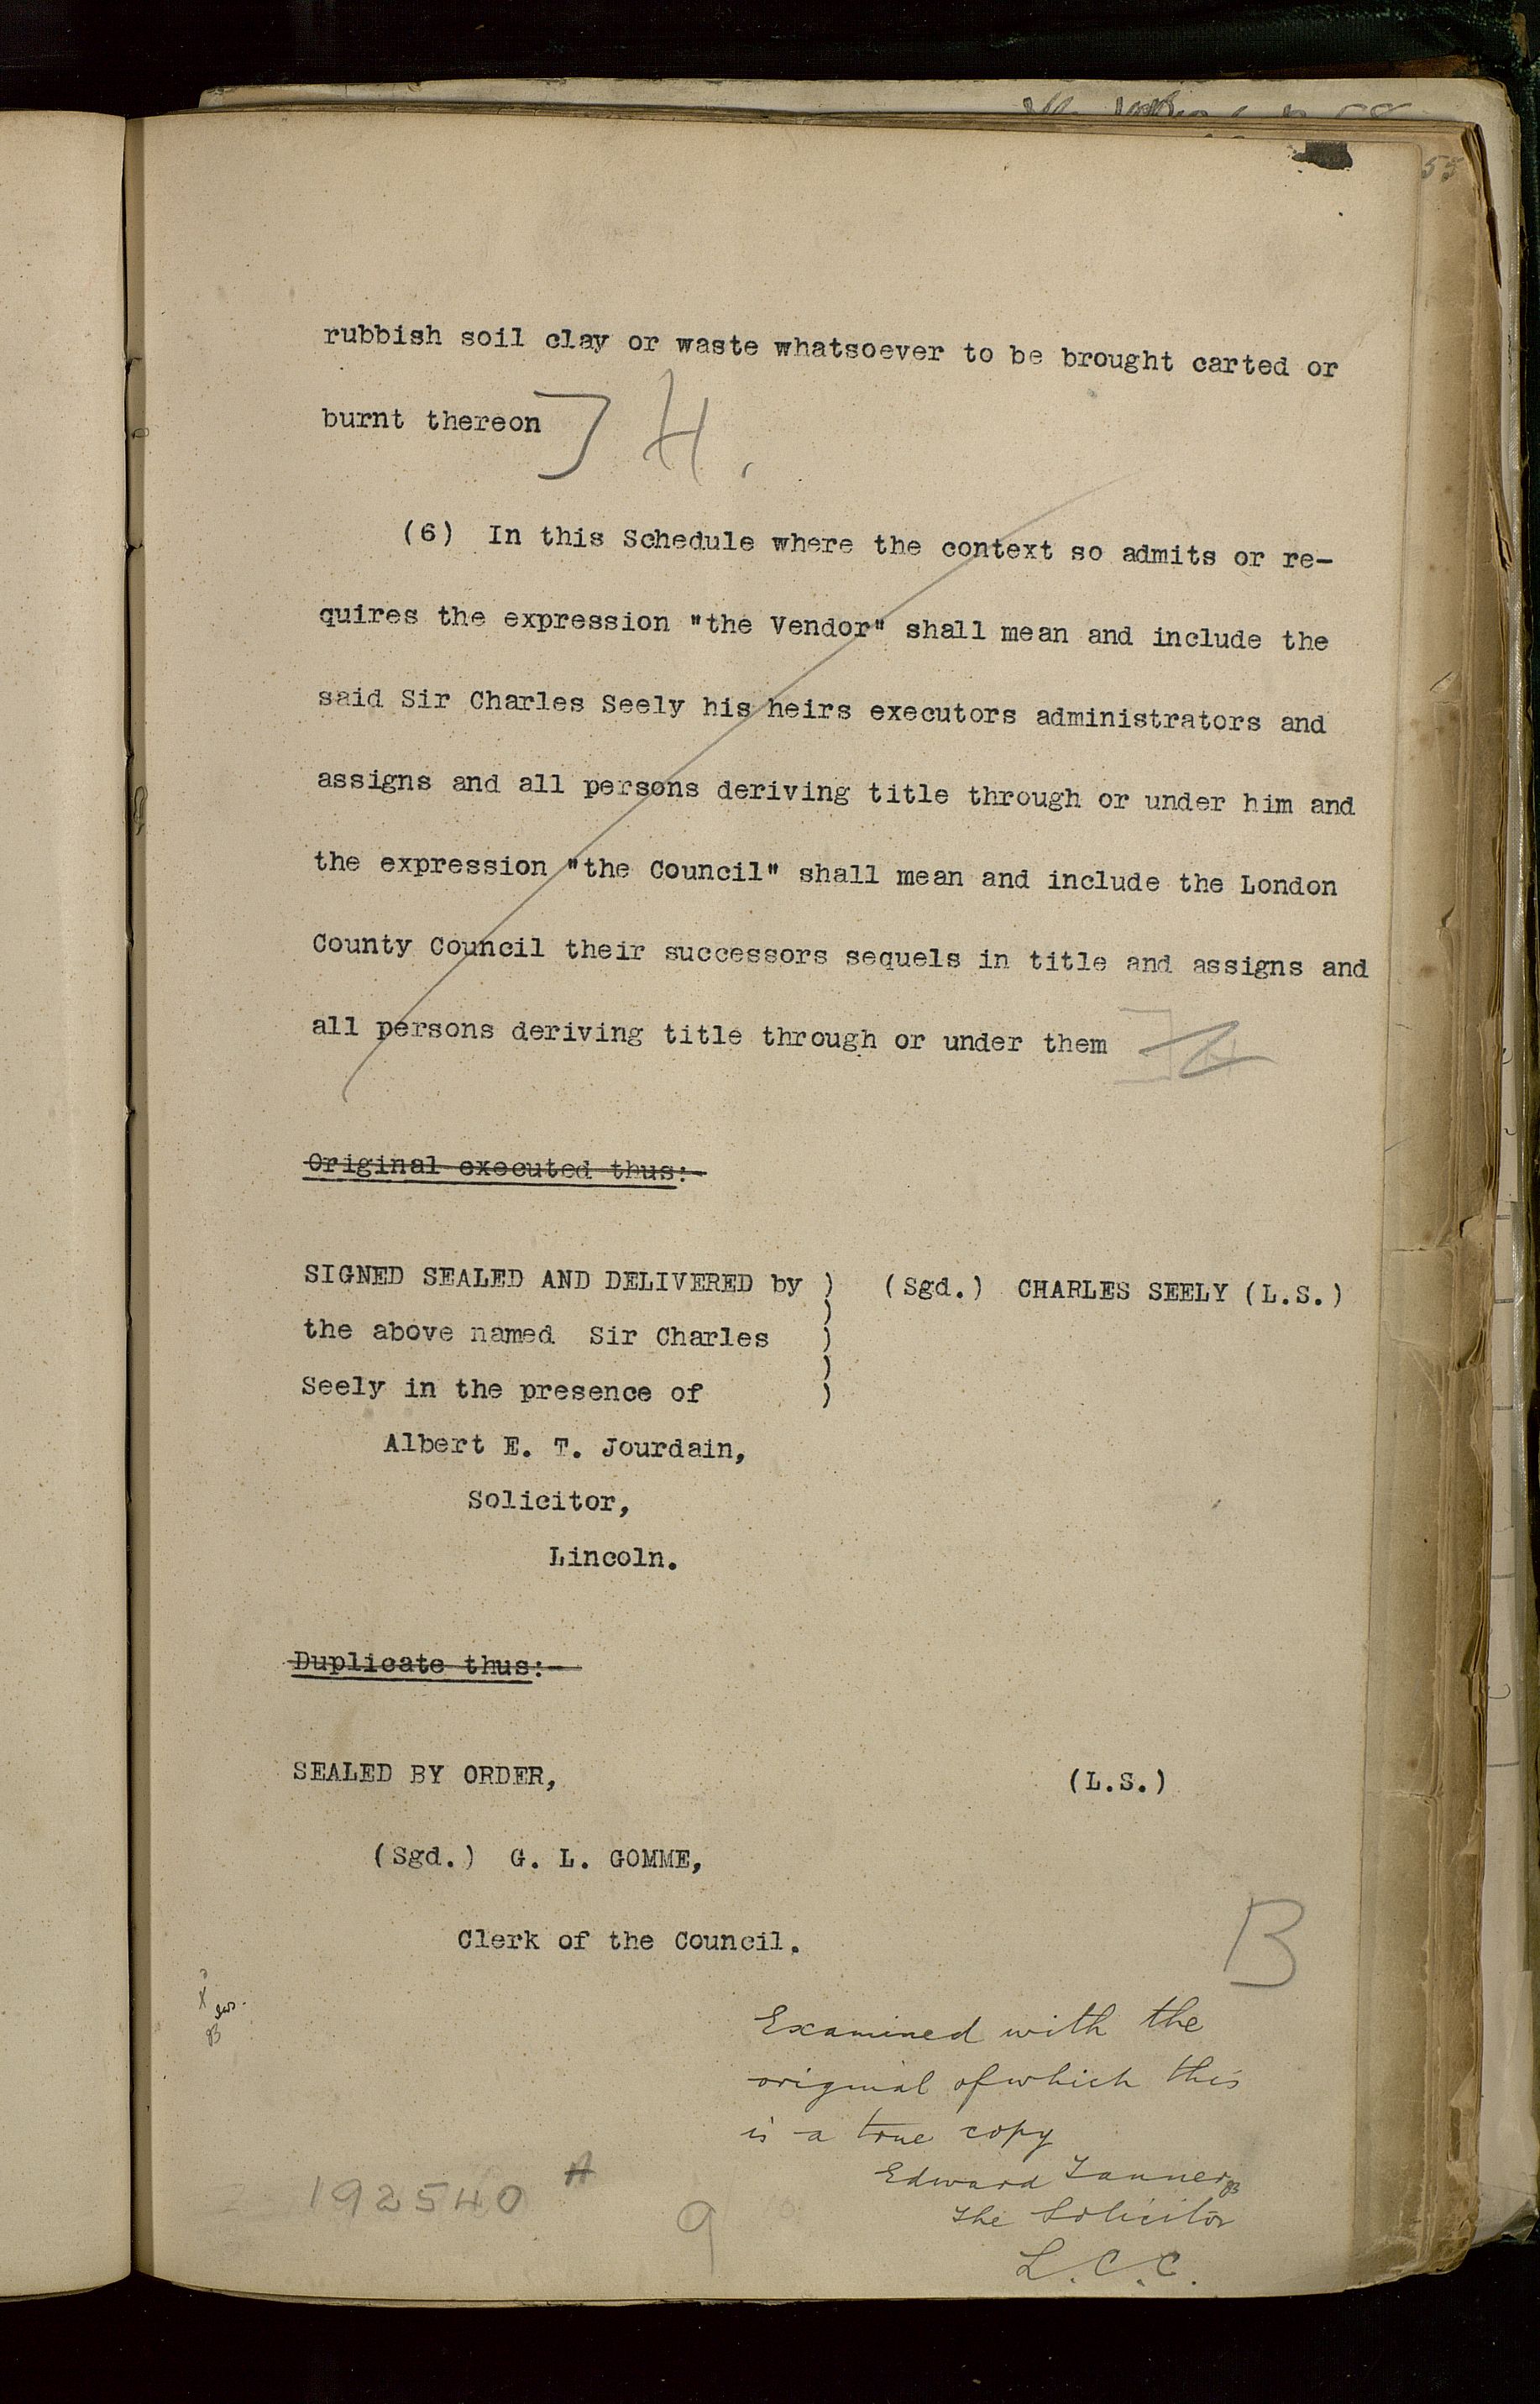 55
rubbish soil clay or waste whatsoever to be brought carted or
burnt thereon ] H.
(6) In this Schedule where the context so admits or re-
quires the expression "the Vendor" shall mean and include the
said Sir Charles Seely his heirs executors administrators and
assigns and all persons deriving title through or under him and
the expression "the Council" shall mean and include the London
County Council their successors sequels in title and assigns and
all persons deriving title through or under them
Original executed thus:-
SIGNED SEALED AND DELIVERED by ) (Sgd.) CHARLES SEELY (L.S.)
)
the above named Sir Charles )
)
Seely in the presence of )
Albert E. T. Jourdain,
Solicitor,
Lincoln.
Duplicate thus:-
SEALED BY ORDER, (L.S.)
(Sgd.) G. L. GOMME,
Clerk of the Council.
B
Examined with the
original of which this
is a true copy
Edward Tanner
The Solicitor
L.C.C.
192540 A
9